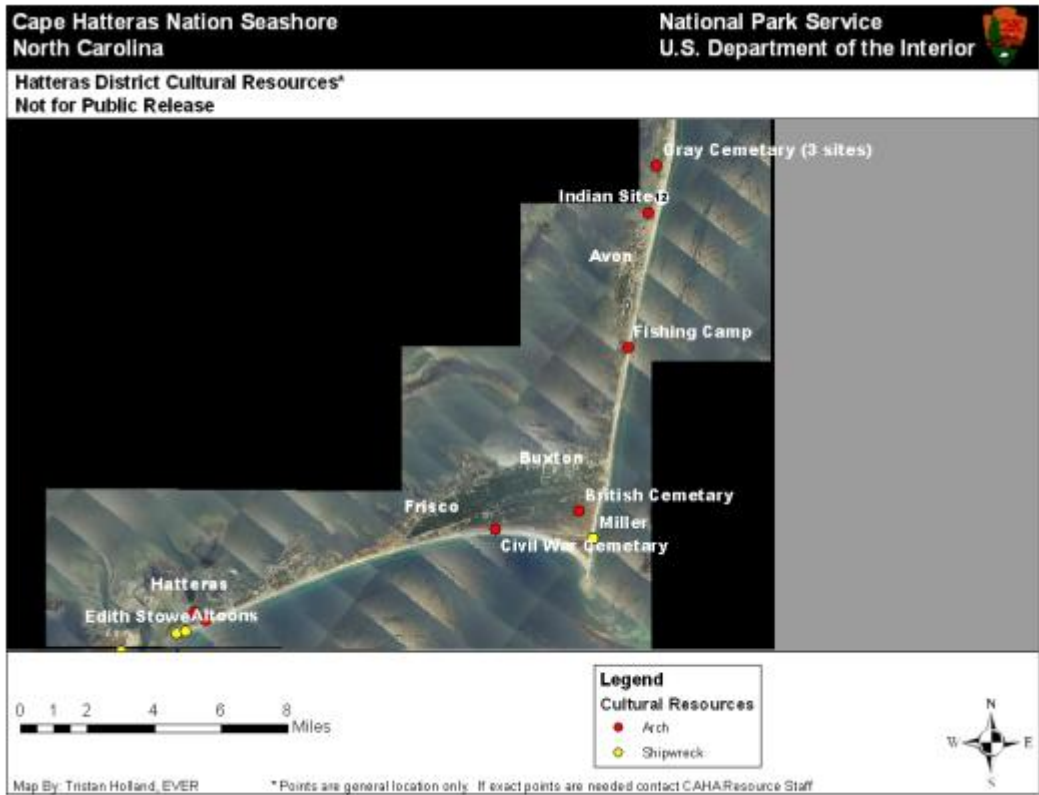 Cape Hatteras Nation Seashore
North Carolina
National Park Service
U.S. Department of the Interior
Hatteras District Cultural Resources*
Not for Public Release
Gray Cemetary (3 sites)
Indian Site
12
Avon
Fishing Camp
Buxton
British Cemetary
Frisco
Miller
Civil War Cemetary
Hatteras
Edith Stowe
Altoons
0 1 2 4 6 8
Miles
Legend
Cultural Resources
Arch
Shipwreck
N
W E
S
Map By: Tristan Holland, EVER
*Points are general location only. If exact points are needed contact CAHA Resource Staff